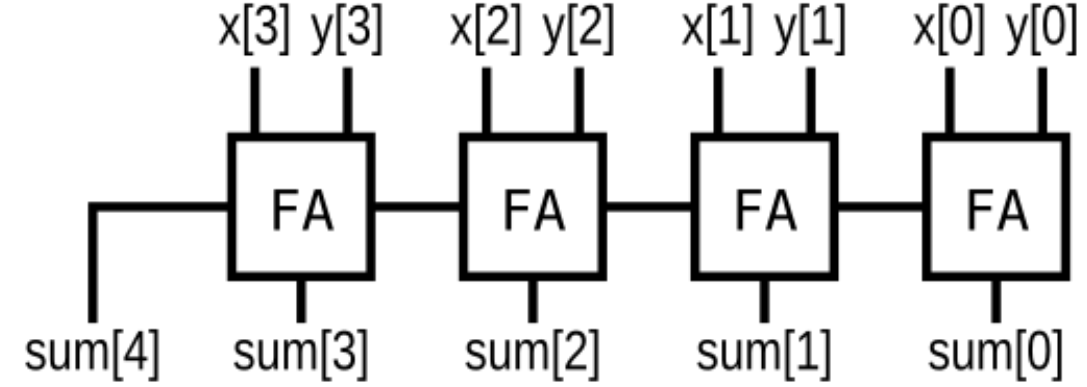 x[3] y[3] x[2] y[2] x[1] y[1] x[0] y[0]
FA FA FA FA
sum[4] sum[3] sum[2] sum[1] sum[0]